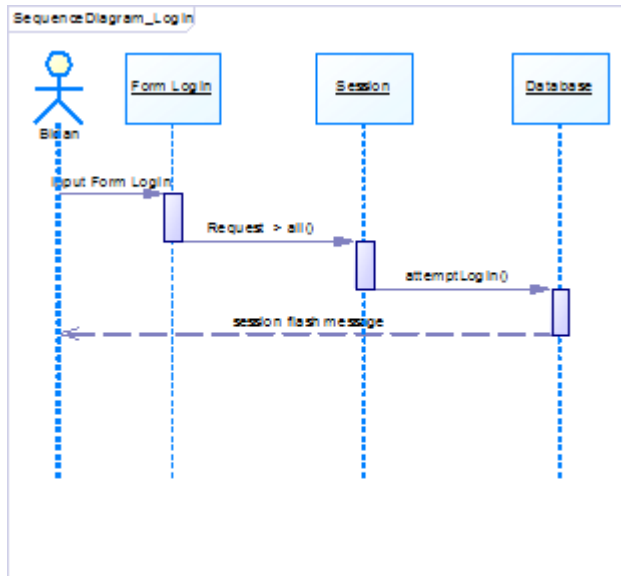 SequenceDiagram_Login
Form Login
Session
Database
Bidan
Input Form Login
Request > all()
attemptLogin()
session flash message